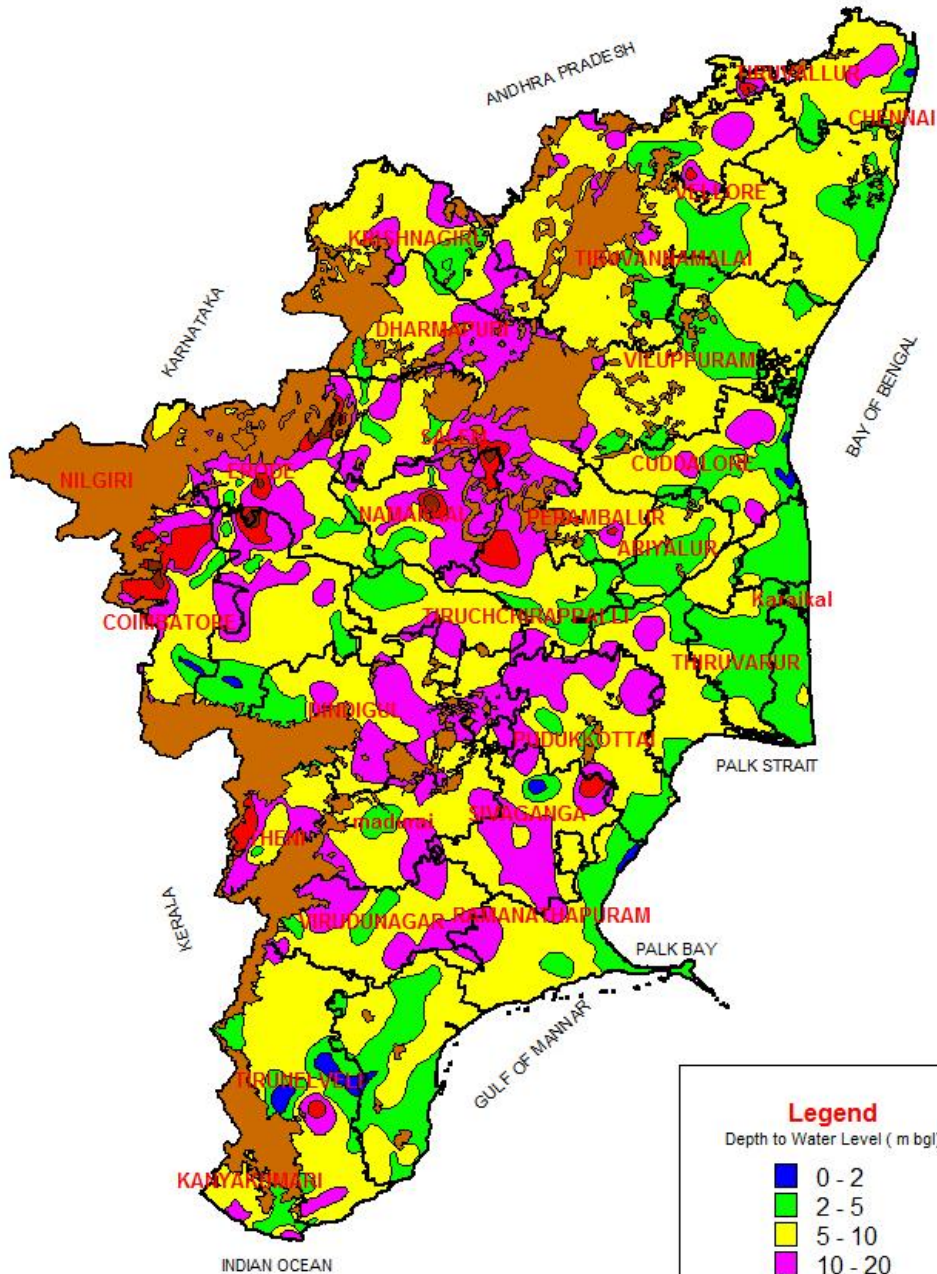 ANDHRA PRADESH
TIRUVALLUR
CHENNAI
VELLORE
KRISHNAGIRI
TIRUVANNAMALAI
KARNATAKA
DHARMAPURI
VILUPPURAM
BAY OF BENGAL
SALEM
CUDDALORE
NILGIRI
ERODE
NAMAKKAL
PERAMBALUR
ARIYALUR
Karaikal
COIMBATORE
TIRUCHCHIRAPPALLI
THIRUVARUR
DINDIGUL
PUDUKKOTTAI
PALK STRAIT
THENI
madurai
SIVAGANGA
KERALA
VIRUDUNAGAR
RAMANATHAPURAM
PALK BAY
GULF OF MANNAR
TIRUNELVELI
KANYAKUMARI
INDIAN OCEAN
Legend
Depth to Water Level ( m bgl)
0 - 2
2 - 5
5 - 10
10 - 20